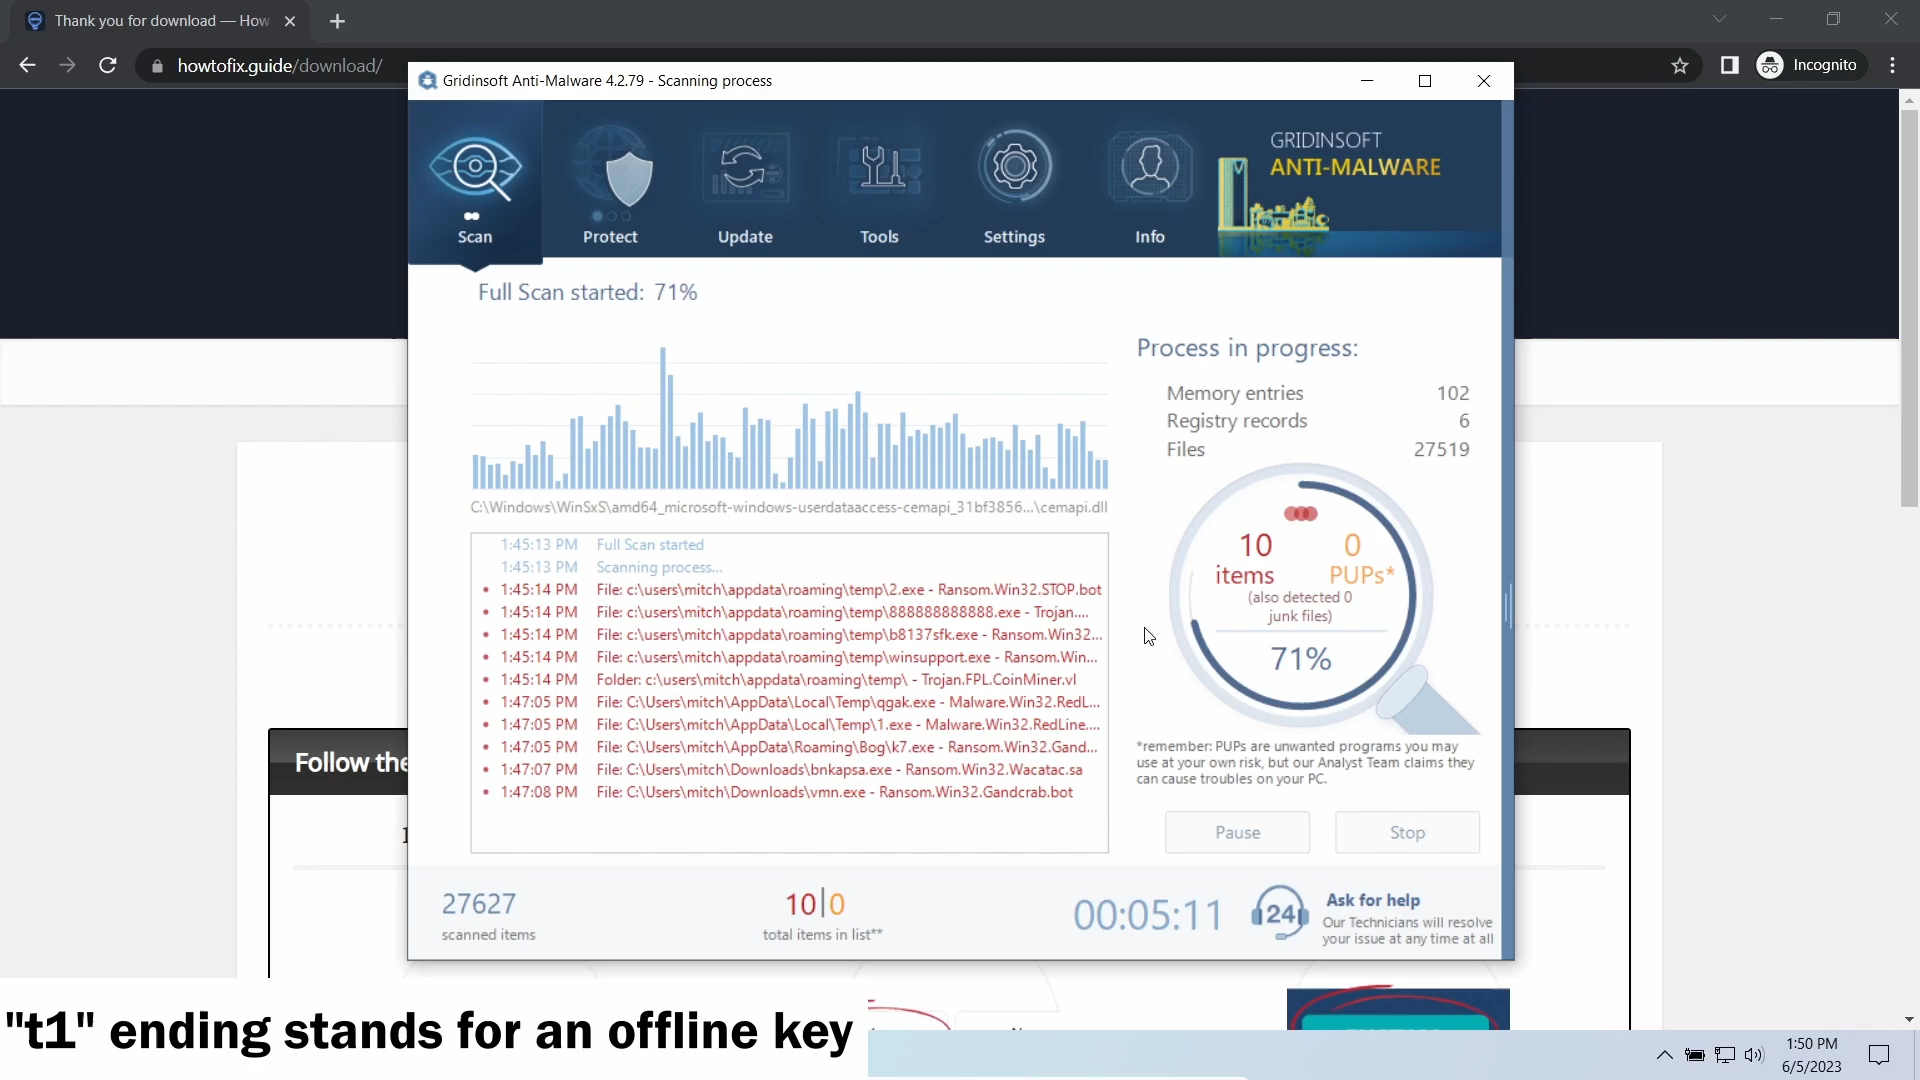 Thank you for download — How
howtofix.guide/download/
Incognito
Gridinsoft Anti-Malware 4.2.79 - Scanning process
Scan
Protect
Update
Tools
Settings
Info
GRIDINSOFT
ANTI-MALWARE
Full Scan started: 71%
Process in progress:
Memory entries 102
Registry records 6
Files 27519
C:\Windows\WinSxS\amd64_microsoft-windows-userdataaccess-cemapi_31bf3856...\cemapi.dll
1:45:13 PM Full Scan started
1:45:13 PM Scanning process...
• 1:45:14 PM File: c:\users\mitch\appdata\roaming\temp\2.exe - Ransom.Win32.STOP.bot
• 1:45:14 PM File: c:\users\mitch\appdata\roaming\temp\888888888888.exe - Trojan....
• 1:45:14 PM File: c:\users\mitch\appdata\roaming\temp\b8137sfk.exe - Ransom.Win32...
• 1:45:14 PM File: c:\users\mitch\appdata\roaming\temp\winsupport.exe - Ransom.Win...
• 1:45:14 PM Folder: c:\users\mitch\appdata\roaming\temp\ - Trojan.FPL.CoinMiner.vl
• 1:47:05 PM File: C:\Users\mitch\AppData\Local\Temp\qgak.exe - Malware.Win32.RedL...
• 1:47:05 PM File: C:\Users\mitch\AppData\Local\Temp\1.exe - Malware.Win32.RedLine....
• 1:47:05 PM File: C:\Users\mitch\AppData\Roaming\Bog\k7.exe - Ransom.Win32.Gand...
• 1:47:07 PM File: C:\Users\mitch\Downloads\bnkapsa.exe - Ransom.Win32.Wacatac.sa
• 1:47:08 PM File: C:\Users\mitch\Downloads\vmn.exe - Ransom.Win32.Gandcrab.bot
10 0
items PUPs*
(also detected 0
junk files)
71%
*remember: PUPs are unwanted programs you may
use at your own risk, but our Analyst Team claims they
can cause troubles on your PC.
Pause
Stop
Follow the
1
27627
scanned items
10|0
total items in list**
00:05:11
24
Ask for help
Our Technicians will resolve
your issue at any time at all
"t1" ending stands for an offline key
1:50 PM
6/5/2023